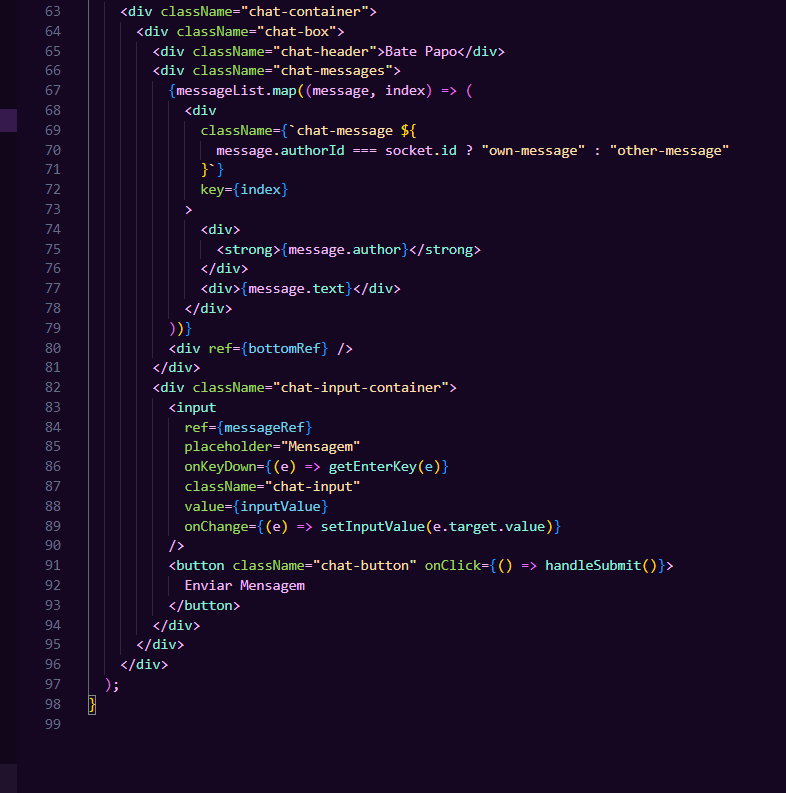 63 <div className="chat-container">
64 <div className="chat-box">
65 <div className="chat-header">Bate Papo</div>
66 <div className="chat-messages">
67 {messageList.map((message, index) => (
68 <div
69 className={`chat-message ${
70 message.authorId === socket.id ? "own-message" : "other-message"
71 }`}
72 key={index}
73 >
74 <div>
75 <strong>{message.author}</strong>
76 </div>
77 <div>{message.text}</div>
78 </div>
79 ))}
80 <div ref={bottomRef} />
81 </div>
82 <div className="chat-input-container">
83 <input
84 ref={messageRef}
85 placeholder="Mensagem"
86 onKeyDown={(e) => getEnterKey(e)}
87 className="chat-input"
88 value={inputValue}
89 onChange={(e) => setInputValue(e.target.value)}
90 />
91 <button className="chat-button" onClick={() => handleSubmit()}>
92 Enviar Mensagem
93 </button>
94 </div>
95 </div>
96 </div>
97 );
98 }
99